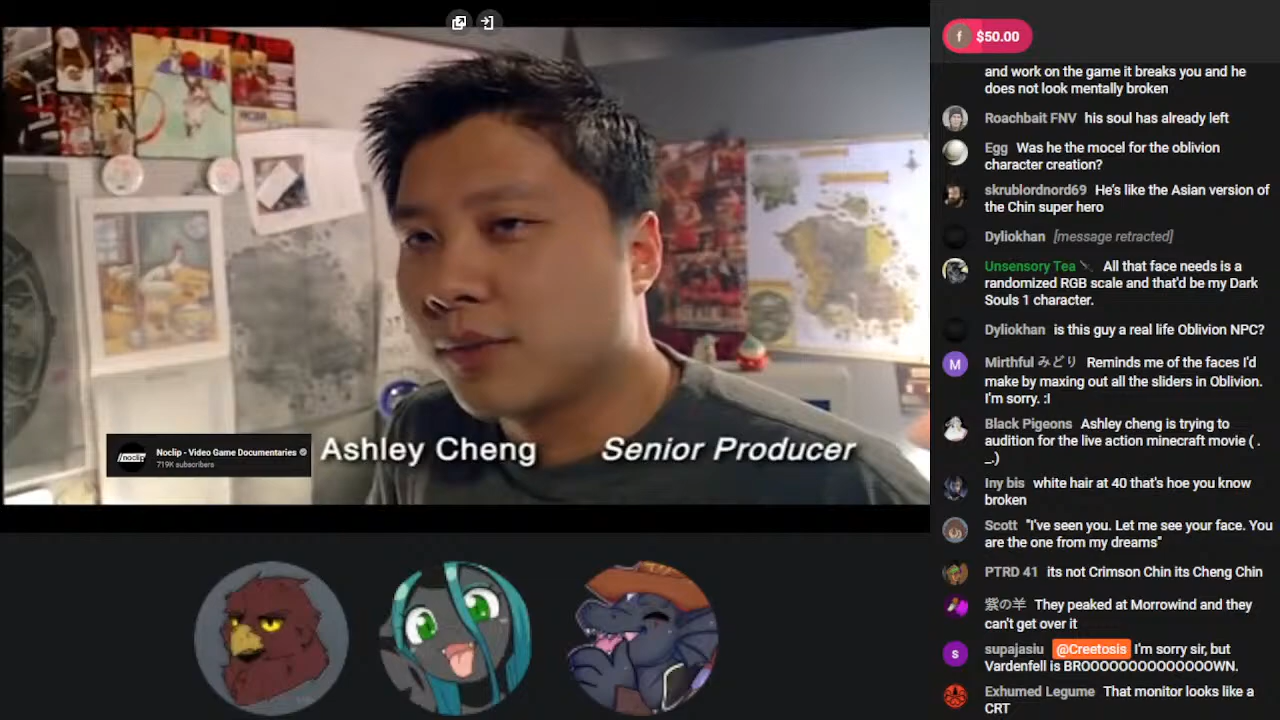 $50.00
and work on the game it breaks you and he
does not look mentally broken
Roachbait FNV his soul has already left
Egg Was he the mocel for the oblivion
character creation?
skrublordnord69 He's like the Asian version of
the Chin super hero
Dyliokhan [message retracted]
Unsensory Tea All that face needs is a
randomized RGB scale and that'd be my Dark
Souls 1 character.
Dyliokhan is this guy a real life Oblivion NPC?
M
Mirthful みどり Reminds me of the faces I'd
make by maxing out all the sliders in Oblivion.
I'm sorry. :I
Black Pigeons Ashley cheng is trying to
audition for the live action minecraft movie ( .
_.)
Iny bis white hair at 40 that's hoe you know
broken
Scott "I've seen you. Let me see your face. You
are the one from my dreams"
PTRD 41 its not Crimson Chin its Cheng Chin
紫の羊 They peaked at Morrowind and they
can't get over it
s
supajasiu @Creetosis I'm sorry sir, but
Vardenfell is BROOOOOOOOOOOOOOWN.
Exhumed Legume That monitor looks like a
CRT
f
/noclip
Noclip - Video Game Documentaries
719K subscribers
Ashley Cheng Senior Producer